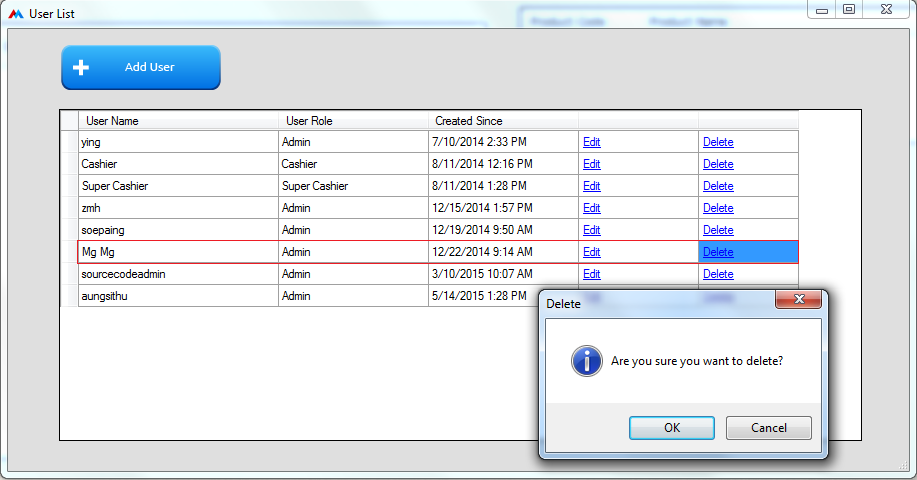 User List
Product Code Product Name
Add User
User Name User Role Created Since
ying Admin 7/10/2014 2:33 PM Edit Delete
Cashier Cashier 8/11/2014 12:16 PM Edit Delete
Super Cashier Super Cashier 8/11/2014 1:28 PM Edit Delete
zmh Admin 12/15/2014 1:57 PM Edit Delete
soepaing Admin 12/19/2014 9:50 AM Edit Delete
Mg Mg Admin 12/22/2014 9:14 AM Edit Delete
sourcecodeadmin Admin 3/10/2015 10:07 AM Edit Delete
aungsithu Admin 5/14/2015 1:28 PM
Delete
Are you sure you want to delete?
OK Cancel